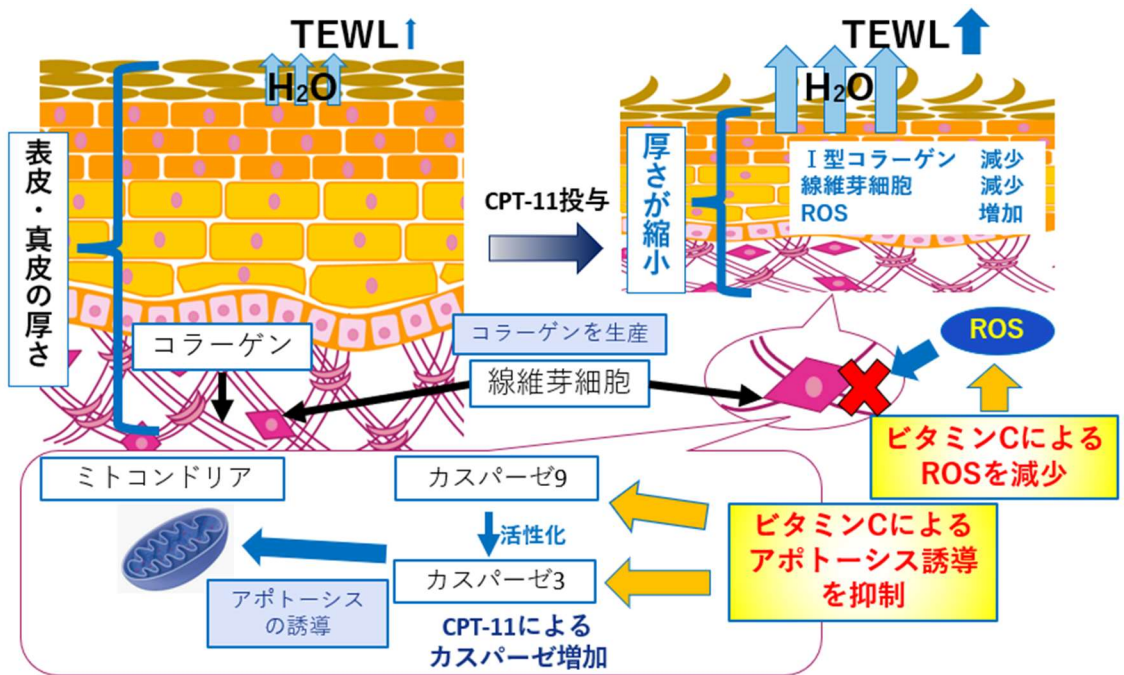 TEWL
H₂O
表皮・真皮の厚さ
CPT-11投与
TEWL
H₂O
厚さが縮小
Ⅰ型コラーゲン 減少
線維芽細胞 減少
ROS 増加
コラーゲン
コラーゲンを生産
線維芽細胞
ROS
ビタミンCによる
ROSを減少
ミトコンドリア
カスパーゼ9
活性化
カスパーゼ3
アポトーシス
の誘導
CPT-11による
カスパーゼ増加
ビタミンCによる
アポトーシス誘導
を抑制